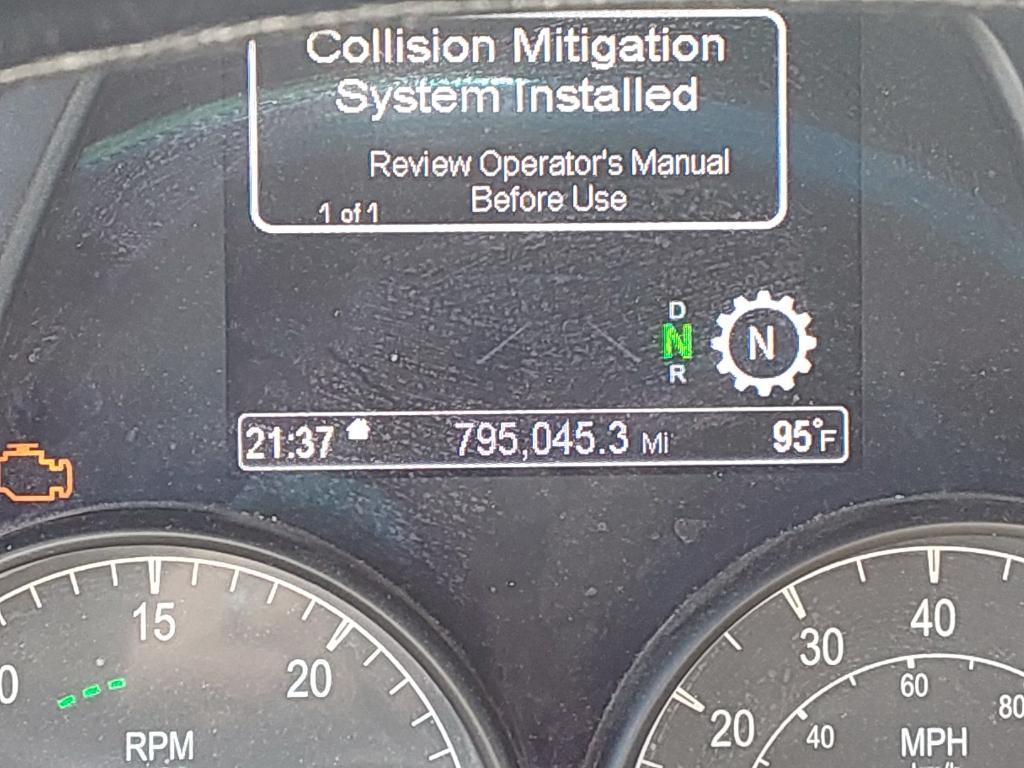 Collision Mitigation
System Installed
Review Operator's Manual
Before Use
1 of 1
D
N
R
N
21:37
795,045.3 Mi
95°F
15
20
RPM
20
30
40
40
60
80
MPH
km/h